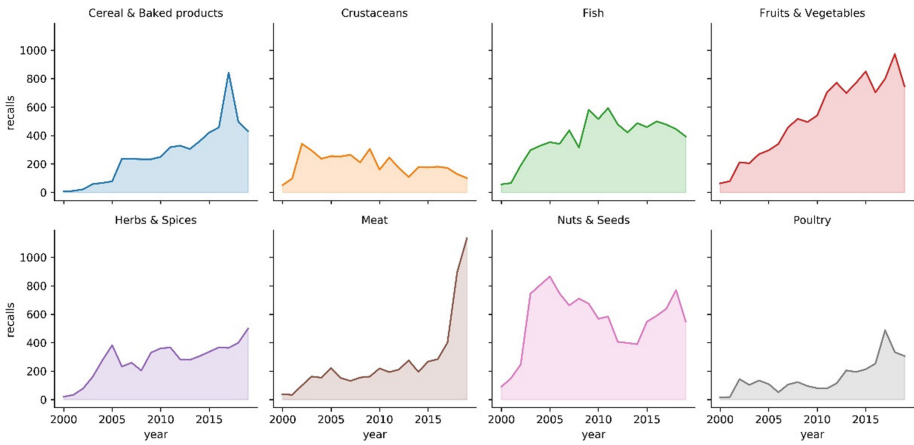 Cereal & Baked products Crustaceans Fish Fruits & Vegetables
1000
800
600
400
200
0
recalls
Herbs & Spices Meat Nuts & Seeds Poultry
1000
800
600
400
200
0
recalls
2000 2005 2010 2015 2000 2005 2010 2015 2000 2005 2010 2015 2000 2005 2010 2015
year year year year